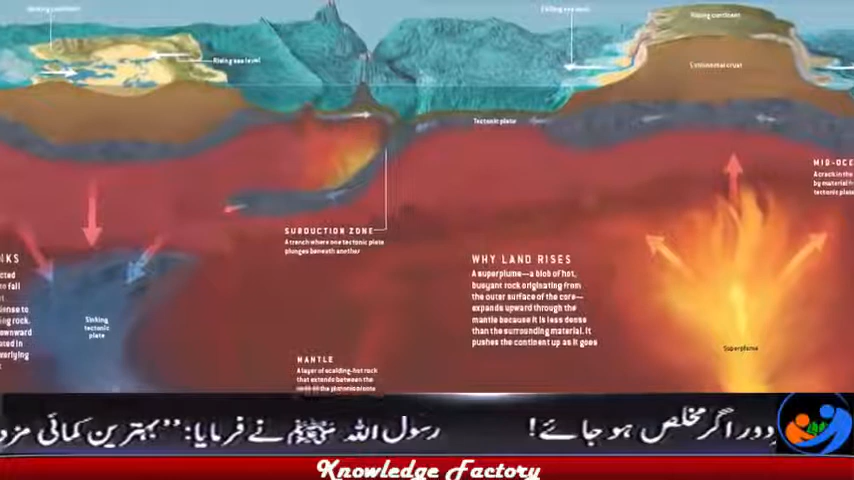 Rising sea level
Falling sea level
Rising continent
Continental crust
Tectonic plate
MID-OCE
A crack in the
by material fr
tectonic plate
SUBDUCTION ZONE
A trench where one tectonic plate
plunges beneath another
WHY LAND RISES
A superplume—a blob of hot,
buoyant rock originating from
the outer surface of the core—
expands upward through the
mantle because it is less dense
than the surrounding material. It
pushes the continent up as it goes
NKS
cted
to fall
ense to
ng rock.
ownward
ated in
verlying
Sinking
tectonic
plate
Superplume
MANTLE
A layer of scalding-hot rock
that extends between the
رسول اللہ ﷺ نے فرمایا: ’’بہترین کمائی مزد
دور اگر مخلص ہو جائے!
Knowledge Factory